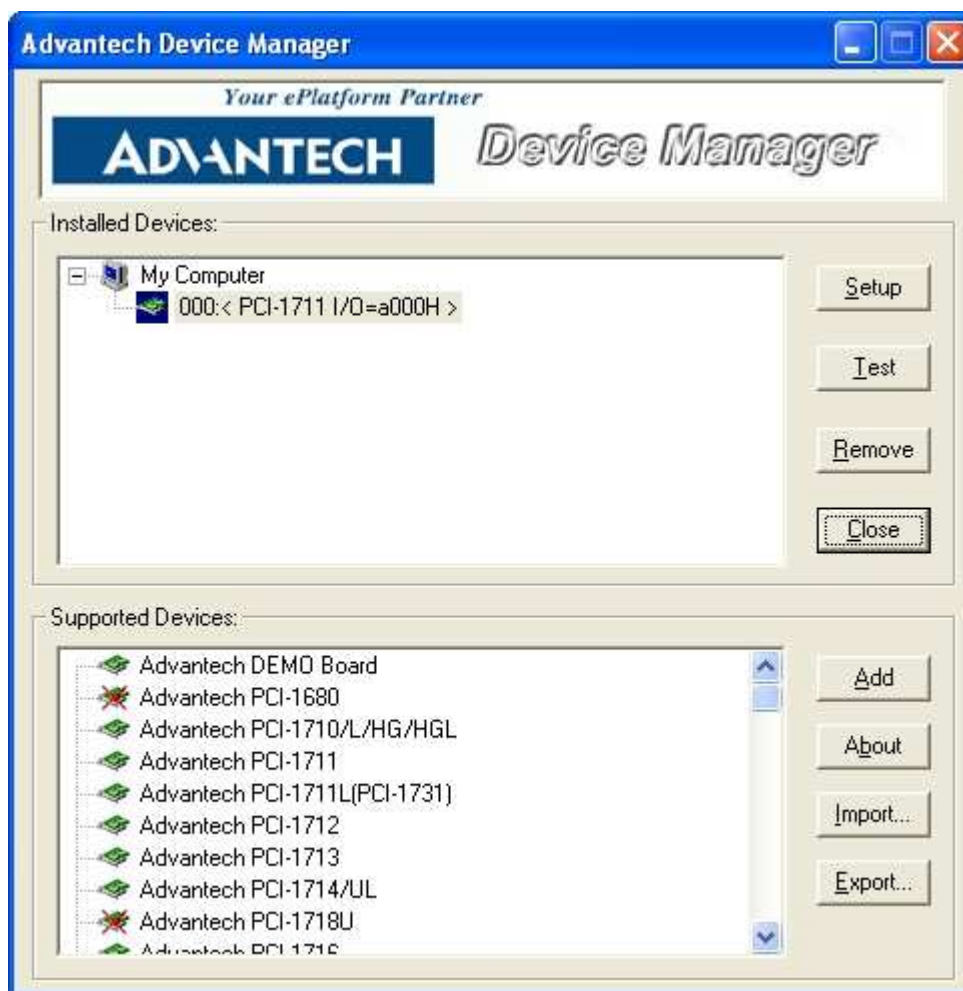 Advantech Device Manager
Your ePlatform Partner
ADVANTECH Device Manager
Installed Devices:
My Computer
000:< PCI-1711 I/O=a000H >
Setup
Test
Remove
Close
Supported Devices:
Advantech DEMO Board
Advantech PCI-1680
Advantech PCI-1710/L/HG/HGL
Advantech PCI-1711
Advantech PCI-1711L(PCI-1731)
Advantech PCI-1712
Advantech PCI-1713
Advantech PCI-1714/UL
Advantech PCI-1718U
Advantech PCI-1716
Add
About
Import...
Export...